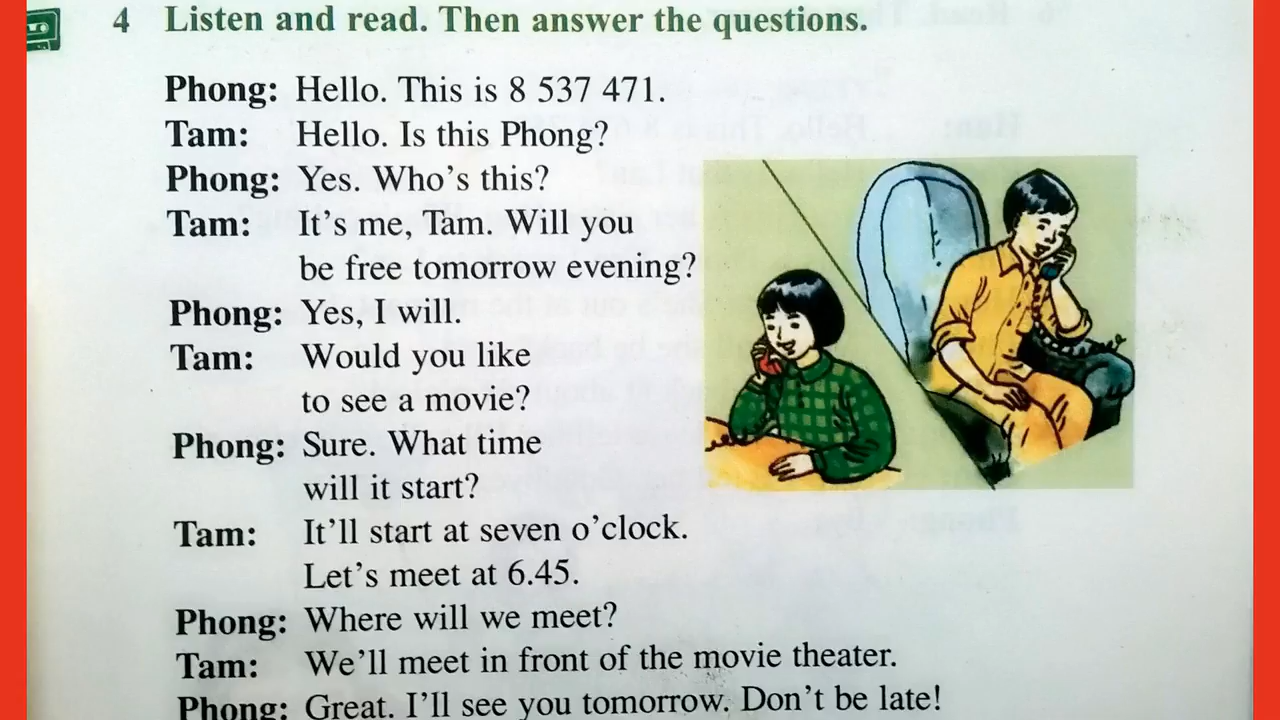 4 Listen and read. Then answer the questions.
Phong: Hello. This is 8 537 471.
Tam: Hello. Is this Phong?
Phong: Yes. Who's this?
Tam: It's me, Tam. Will you
be free tomorrow evening?
Phong: Yes, I will.
Tam: Would you like
to see a movie?
Phong: Sure. What time
will it start?
Tam: It'll start at seven o'clock.
Let's meet at 6.45.
Phong: Where will we meet?
Tam: We'll meet in front of the movie theater.
Phong: Great. I'll see you tomorrow. Don't be late!